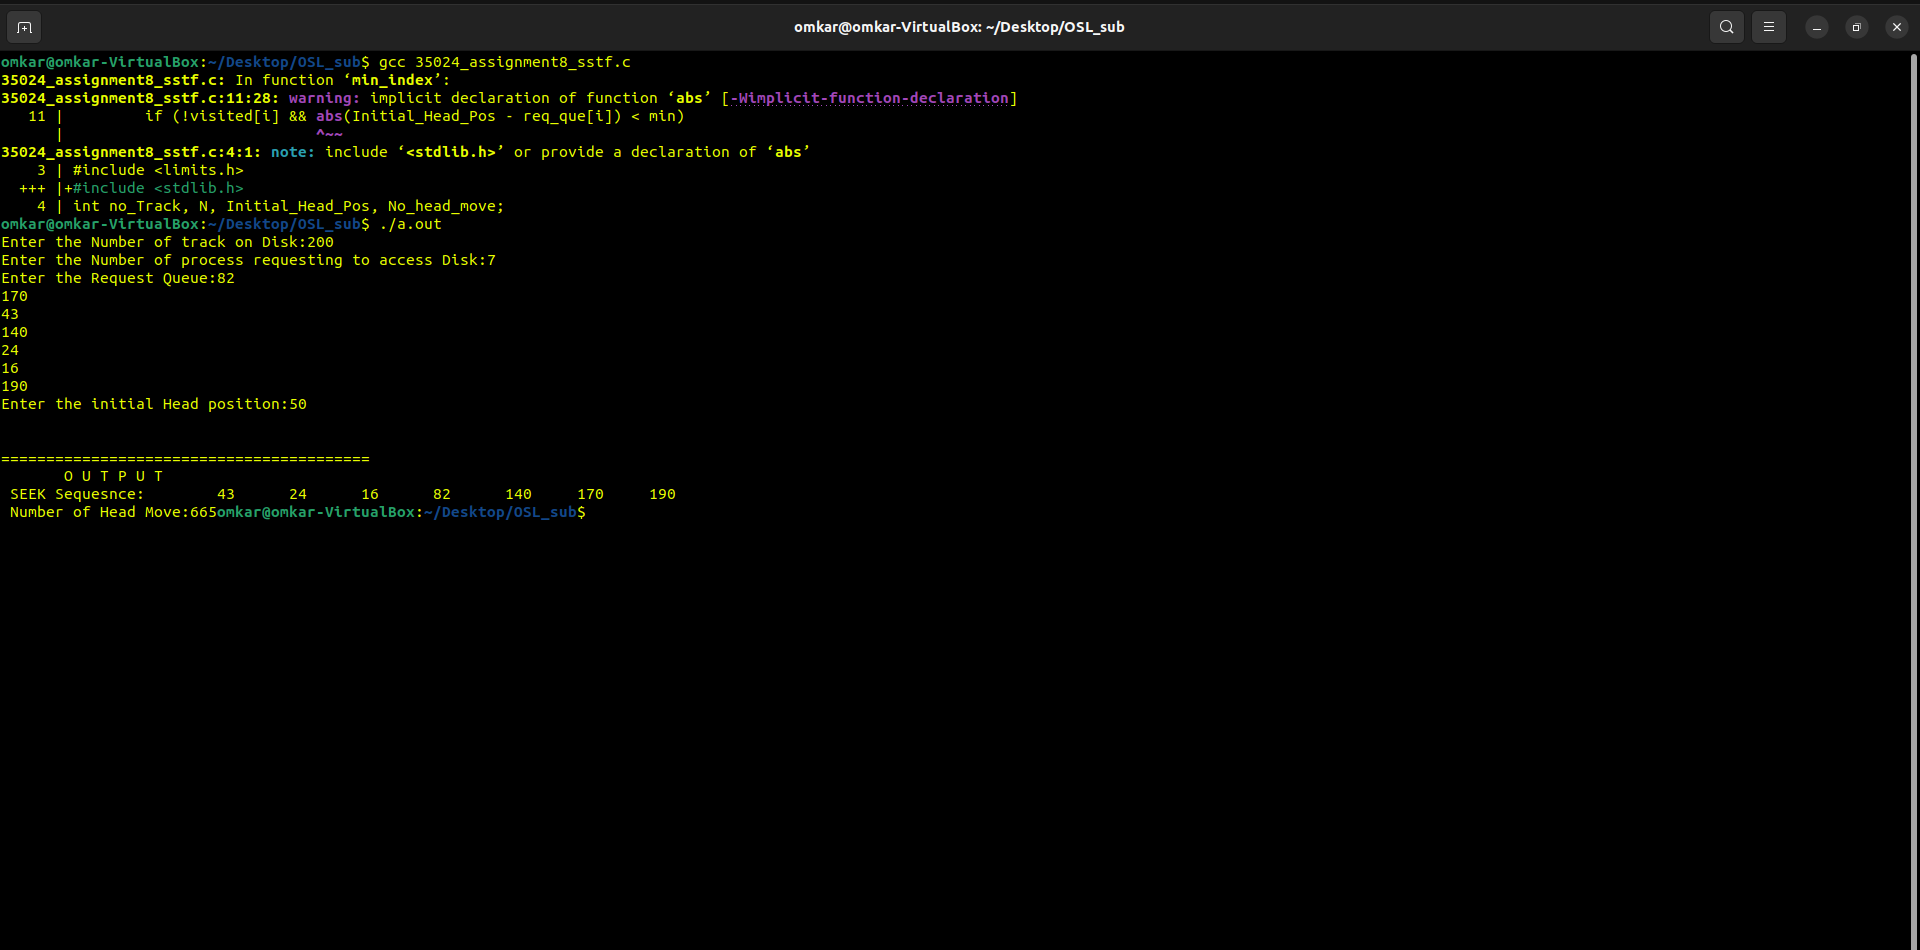 omkar@omkar-VirtualBox: ~/Desktop/OSL_sub
omkar@omkar-VirtualBox:~/Desktop/OSL_sub$ gcc 35024_assignment8_sstf.c
35024_assignment8_sstf.c: In function ‘min_index’:
35024_assignment8_sstf.c:11:28: warning: implicit declaration of function ‘abs’ [-Wimplicit-function-declaration]
   11 |         if (!visited[i] && abs(Initial_Head_Pos - req_que[i]) < min)
      |                            ^~~
35024_assignment8_sstf.c:4:1: note: include ‘<stdlib.h>’ or provide a declaration of ‘abs’
    3 | #include <limits.h>
  +++ |+#include <stdlib.h>
    4 | int no_Track, N, Initial_Head_Pos, No_head_move;
omkar@omkar-VirtualBox:~/Desktop/OSL_sub$ ./a.out
Enter the Number of track on Disk:200
Enter the Number of process requesting to access Disk:7
Enter the Request Queue:82
170
43
140
24
16
190
Enter the initial Head position:50
=========================================
       O U T P U T
 SEEK Sequesnce:        43      24      16      82      140     170     190
 Number of Head Move:665omkar@omkar-VirtualBox:~/Desktop/OSL_sub$